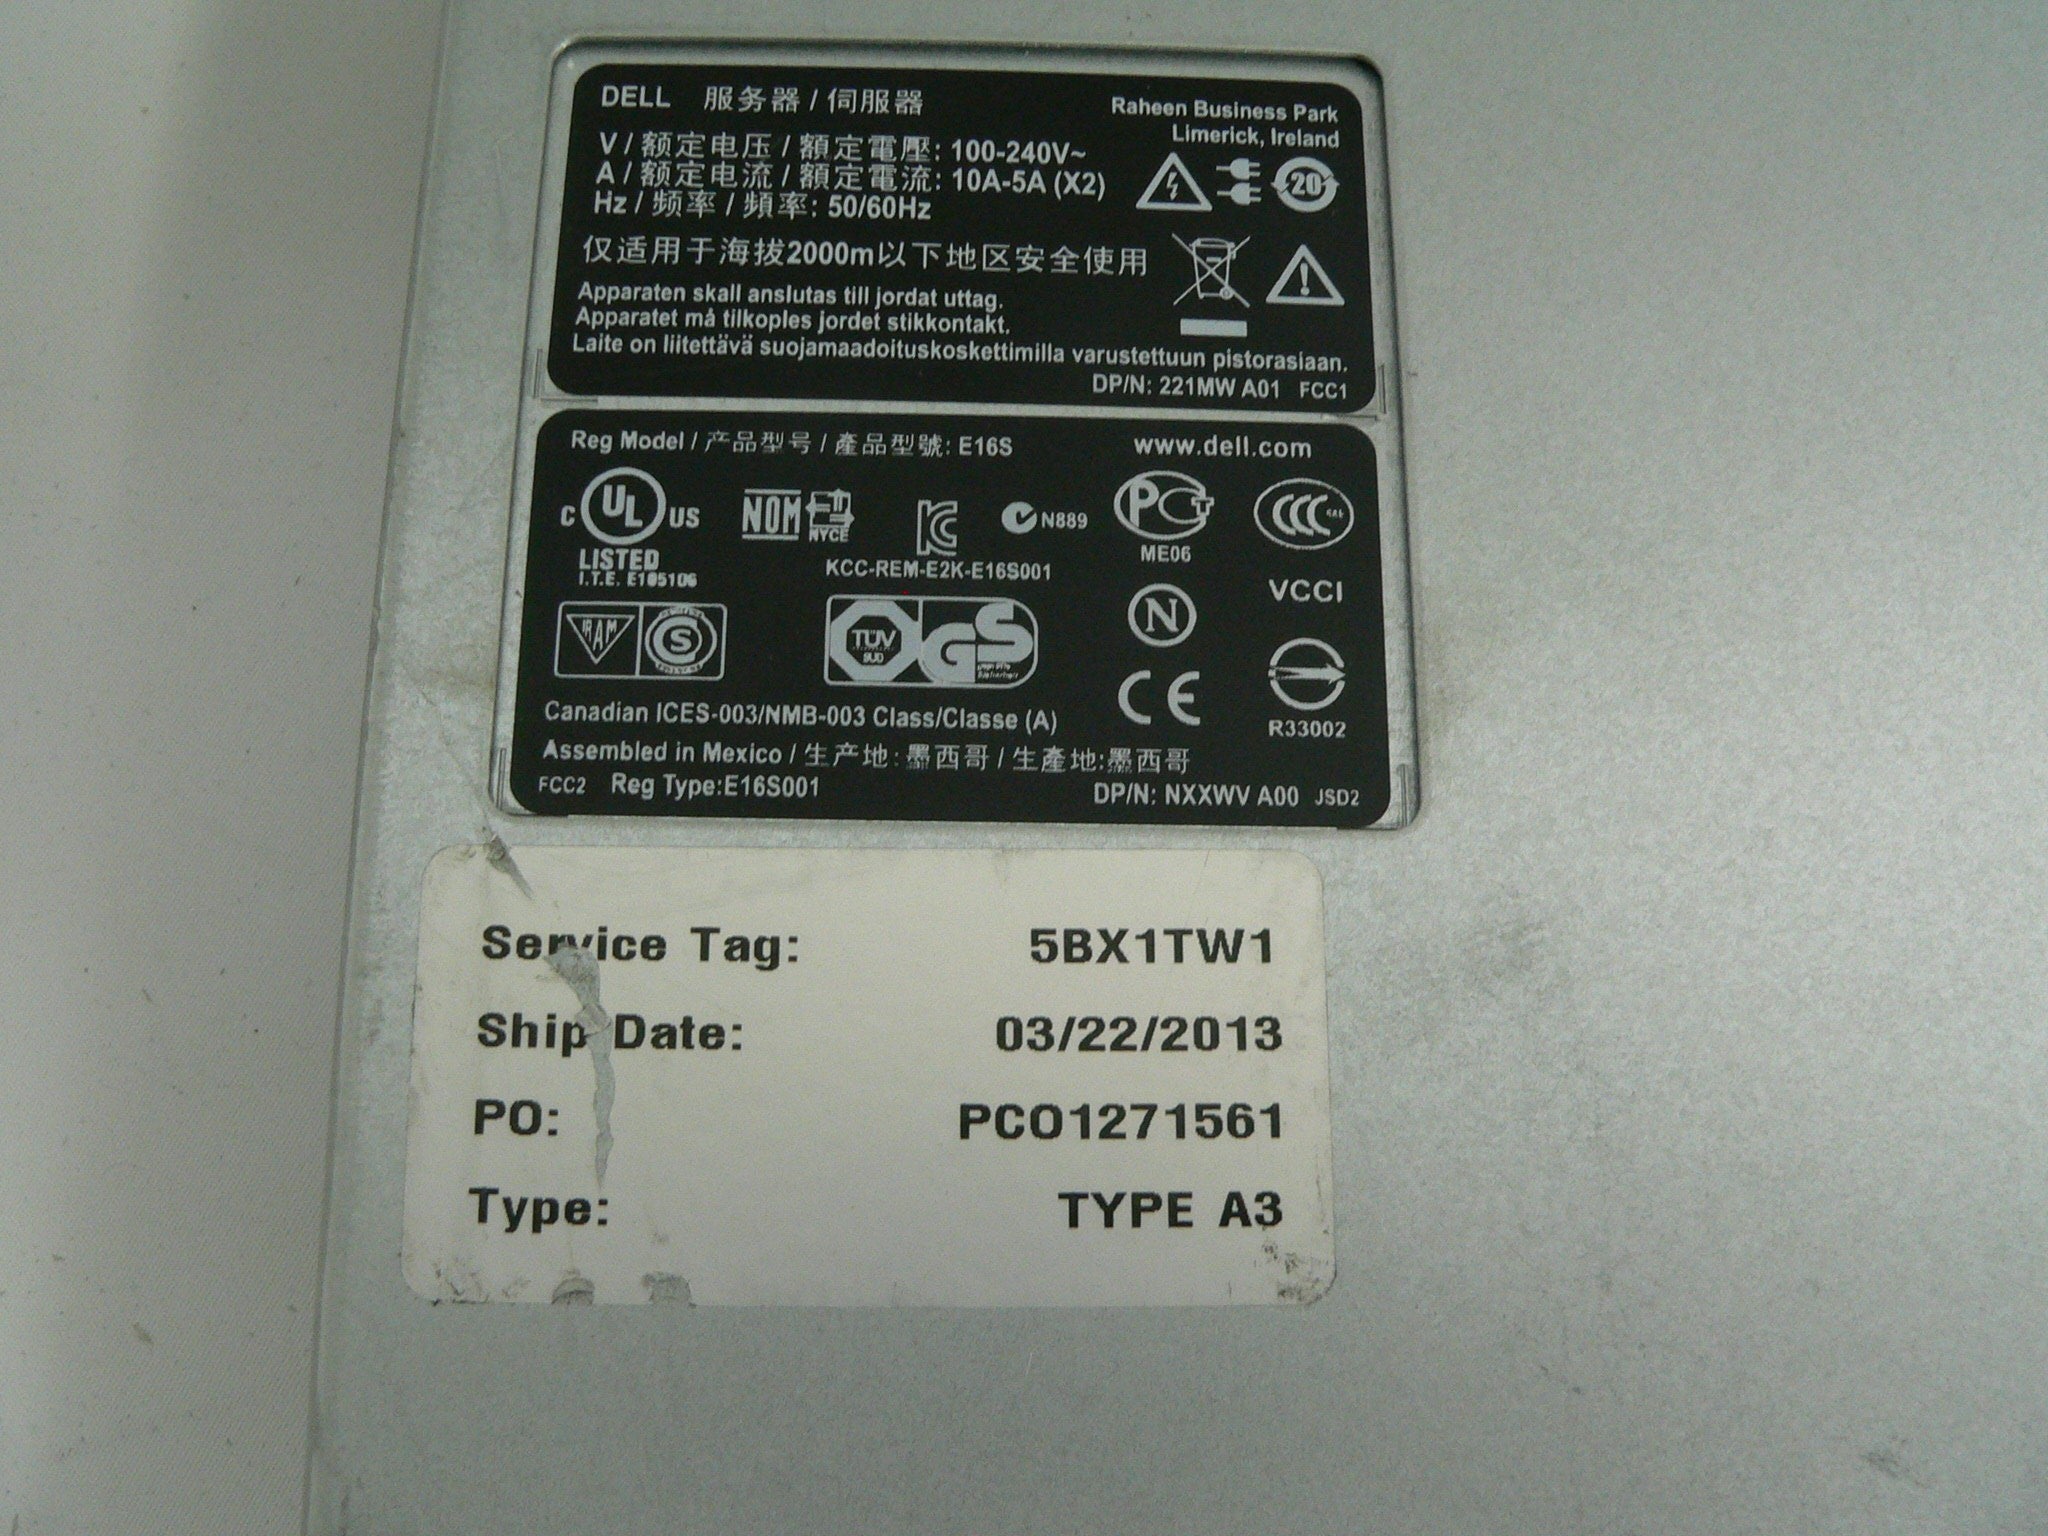 DELL 服务器 / 伺服器
Raheen Business Park
Limerick, Ireland
V / 额定电压 / 額定電壓: 100-240V~
A / 额定电流 / 額定電流: 10A-5A (X2)
Hz / 频率 / 頻率: 50/60Hz
20
仅适用于海拔2000m以下地区安全使用
Apparaten skall anslutas till jordat uttag.
Apparatet må tilkoples jordet stikkontakt.
Laite on liitettävä suojamaadoituskoskettimilla varustettuun pistorasiaan.
DP/N: 221MW A01 FCC1
Reg Model / 产品型号 / 產品型號: E16S
www.dell.com
C UL US
LISTED
I.T.E. E105106
NOM NYCE
KCC-REM-E2K-E16S001
N889
PCT
ME06
CCC
VCCI
IRAM S
TÜV SÜD GS
N
CE
R33002
Canadian ICES-003/NMB-003 Class/Classe (A)
Assembled in Mexico / 生产地: 墨西哥 / 生產地:墨西哥
FCC2 Reg Type:E16S001
DP/N: NXXWV A00 JSD2
Service Tag: 5BX1TW1
Ship Date: 03/22/2013
PO: PCO1271561
Type: TYPE A3